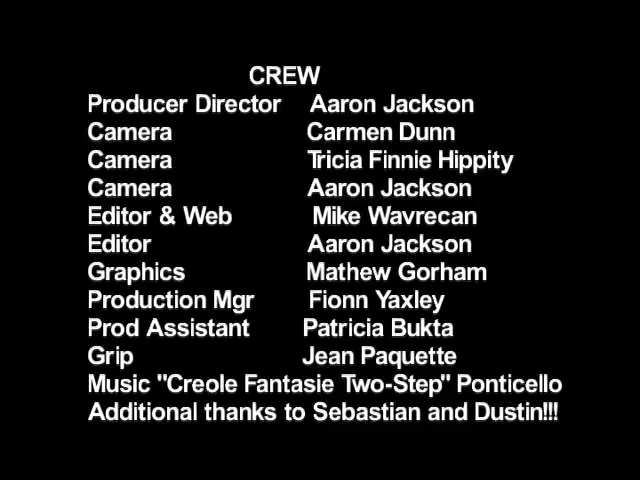 CREW
Producer Director Aaron Jackson
Camera Carmen Dunn
Camera Tricia Finnie Hippity
Camera Aaron Jackson
Editor & Web Mike Wavrecan
Editor Aaron Jackson
Graphics Mathew Gorham
Production Mgr Fionn Yaxley
Prod Assistant Patricia Bukta
Grip Jean Paquette
Music "Creole Fantasie Two-Step" Ponticello
Additional thanks to Sebastian and Dustin!!!